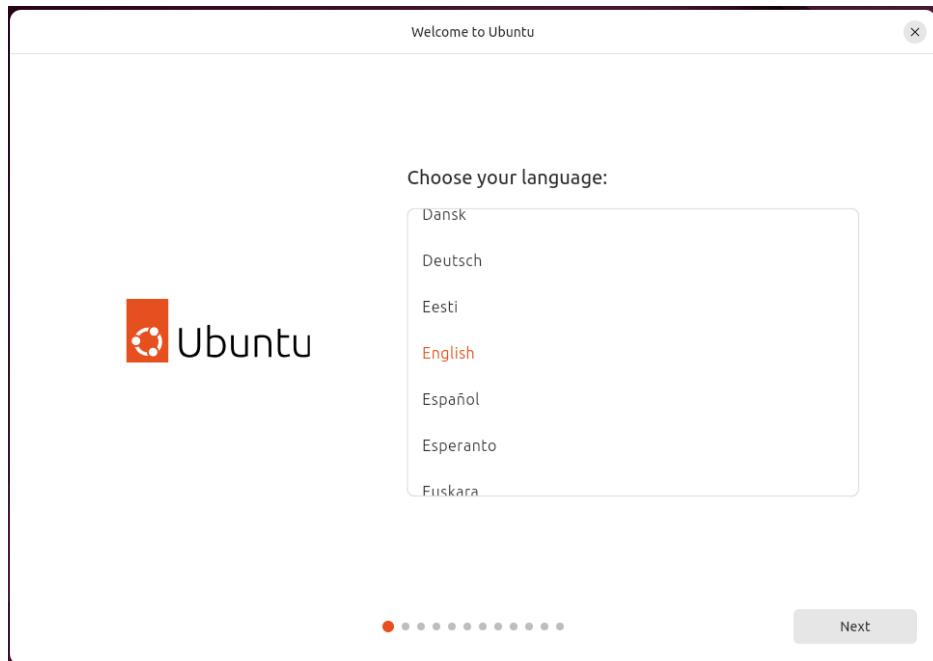 Welcome to Ubuntu
Choose your language:
Dansk
Deutsch
Eesti
English
Ubuntu
Español
Esperanto
Euskara
Next